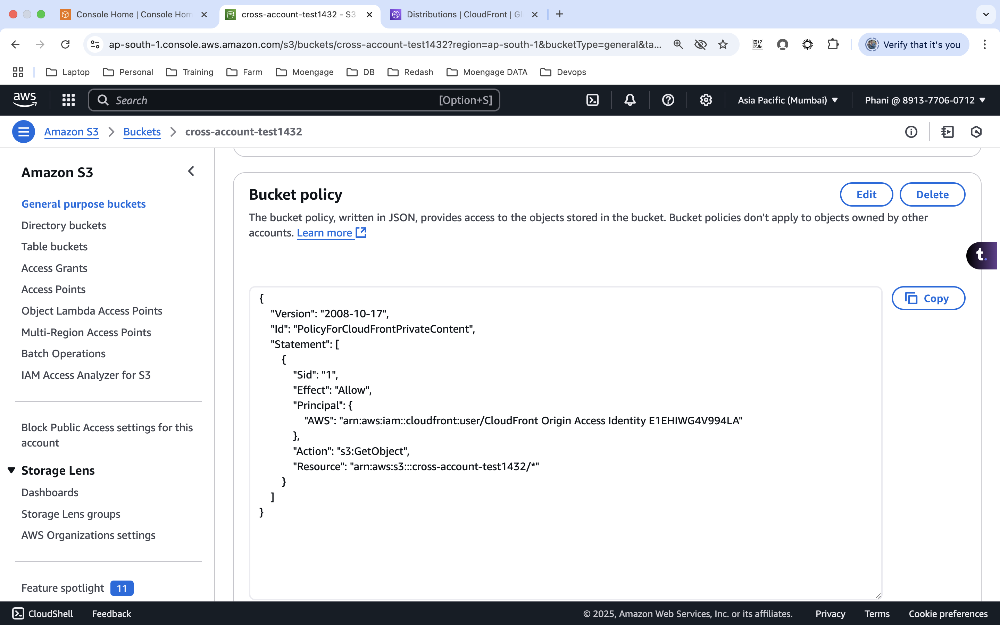 Console Home | Console Hom
cross-account-test1432 - S3
Distributions | CloudFront | Gl
ap-south-1.console.aws.amazon.com/s3/buckets/cross-account-test1432?region=ap-south-1&bucketType=general&ta...
Verify that it's you
Laptop
Personal
Training
Farm
Moengage
DB
Redash
Moengage DATA
Devops
aws
Search
[Option+S]
Asia Pacific (Mumbai)
Phani @ 8913-7706-0712
Amazon S3
Buckets
cross-account-test1432
Amazon S3
General purpose buckets
Directory buckets
Table buckets
Access Grants
Access Points
Object Lambda Access Points
Multi-Region Access Points
Batch Operations
IAM Access Analyzer for S3
Block Public Access settings for this
account
Storage Lens
Dashboards
Storage Lens groups
AWS Organizations settings
Feature spotlight 11
Bucket policy
Edit
Delete
The bucket policy, written in JSON, provides access to the objects stored in the bucket. Bucket policies don't apply to objects owned by other
accounts. Learn more
t.
Copy
{
"Version": "2008-10-17",
"Id": "PolicyForCloudFrontPrivateContent",
"Statement": [
{
"Sid": "1",
"Effect": "Allow",
"Principal": {
"AWS": "arn:aws:iam::cloudfront:user/CloudFront Origin Access Identity E1EHIWG4V994LA"
},
"Action": "s3:GetObject",
"Resource": "arn:aws:s3:::cross-account-test1432/*"
}
]
}
CloudShell
Feedback
© 2025, Amazon Web Services, Inc. or its affiliates.
Privacy
Terms
Cookie preferences